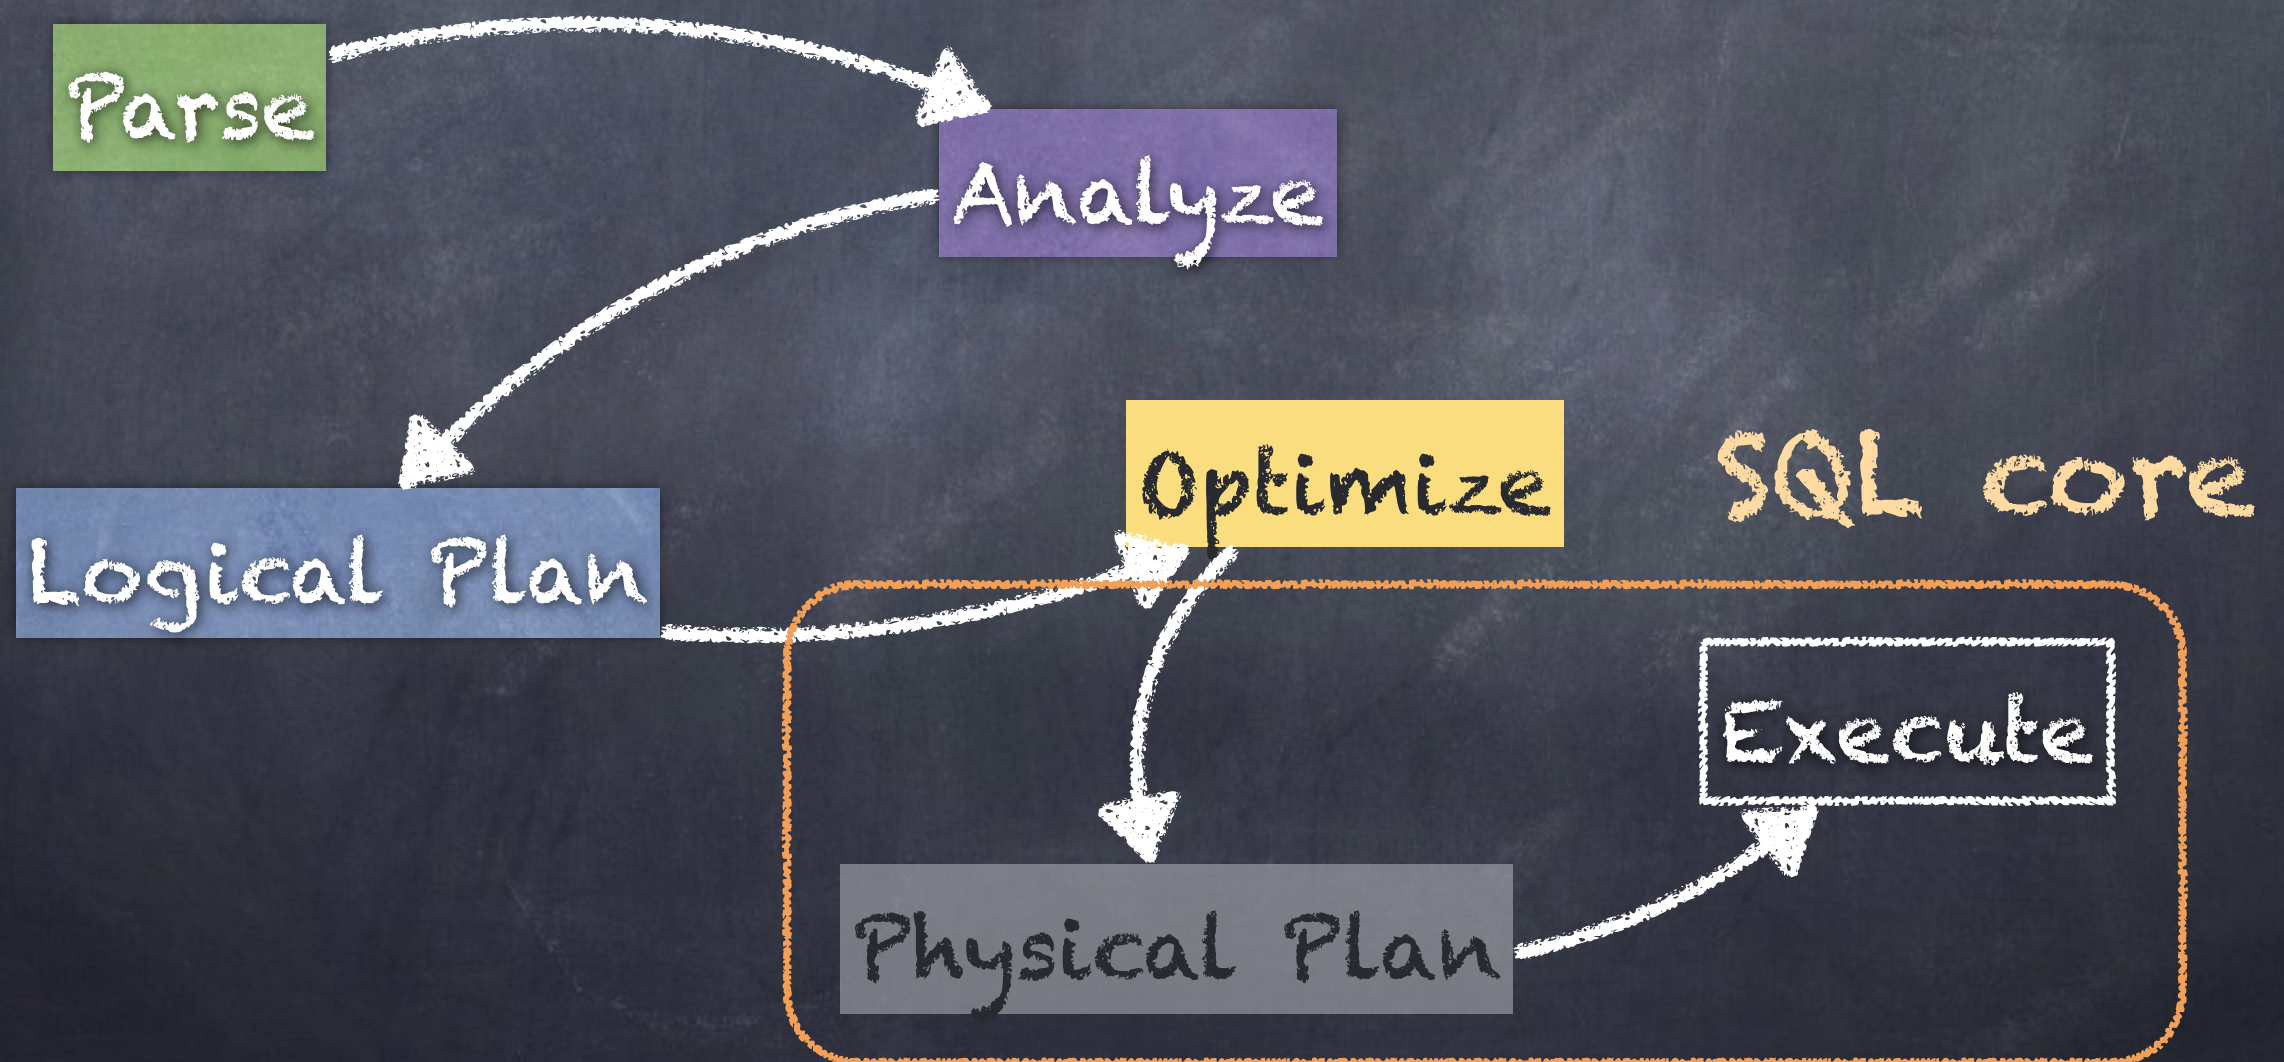 Parse
Analyze
Logical Plan
Optimize
SQL core
Execute
Physical Plan